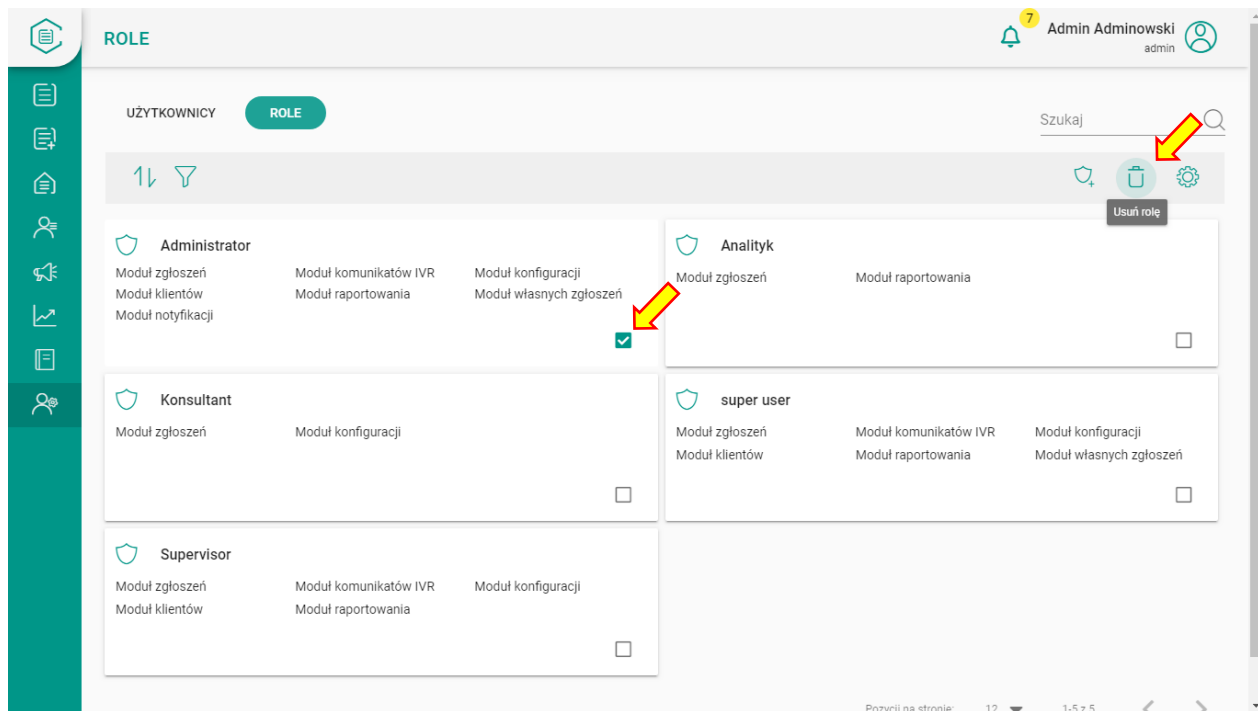 ROLE
7
Admin Adminowski
admin
UŻYTKOWNICY ROLE
Szukaj
Usuń rolę
Administrator
Moduł zgłoszeń Moduł komunikatów IVR Moduł konfiguracji
Moduł klientów Moduł raportowania Moduł własnych zgłoszeń
Moduł notyfikacji
Analityk
Moduł zgłoszeń Moduł raportowania
Konsultant
Moduł zgłoszeń Moduł konfiguracji
super user
Moduł zgłoszeń Moduł komunikatów IVR Moduł konfiguracji
Moduł klientów Moduł raportowania Moduł własnych zgłoszeń
Supervisor
Moduł zgłoszeń Moduł komunikatów IVR Moduł konfiguracji
Moduł klientów Moduł raportowania
Pozycji na stronie: 12 1-5 z 5